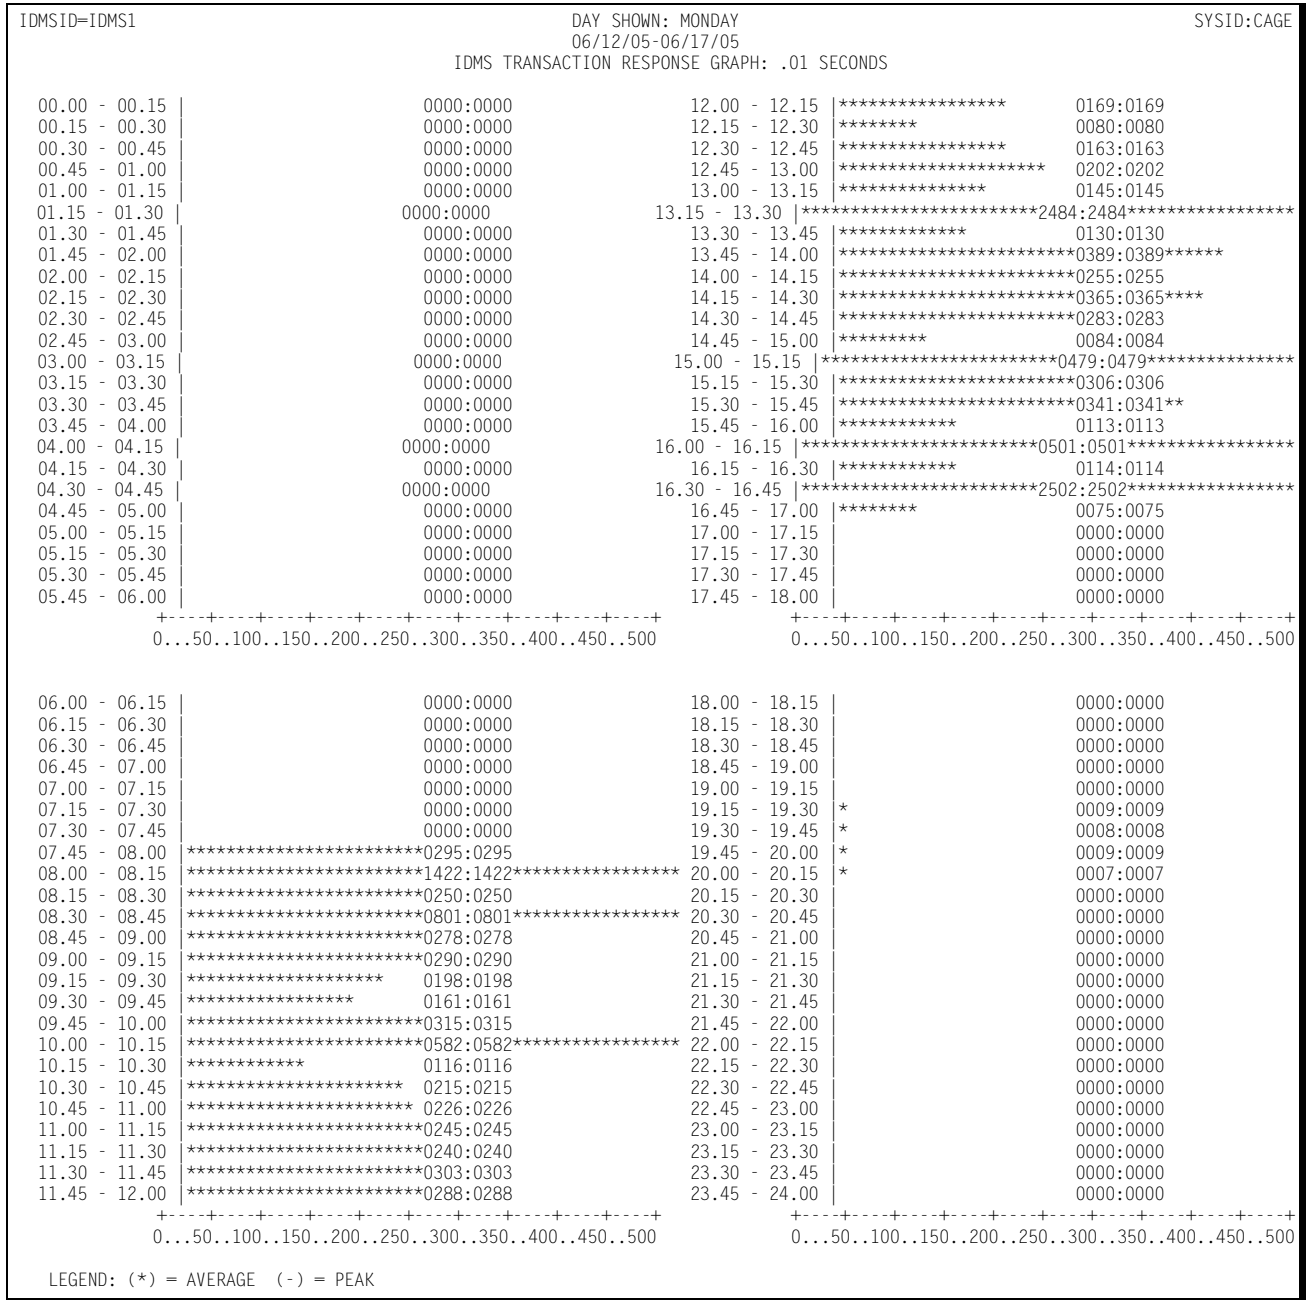 IDMSID=IDMS1 DAY SHOWN: MONDAY SYSID:CAGE
06/12/05-06/17/05
IDMS TRANSACTION RESPONSE GRAPH: .01 SECONDS
00.00 - 00.15 | 0000:0000 12.00 - 12.15 |***************** 0169:0169
00.15 - 00.30 | 0000:0000 12.15 - 12.30 |******** 0080:0080
00.30 - 00.45 | 0000:0000 12.30 - 12.45 |***************** 0163:0163
00.45 - 01.00 | 0000:0000 12.45 - 13.00 |********************* 0202:0202
01.00 - 01.15 | 0000:0000 13.00 - 13.15 |*************** 0145:0145
01.15 - 01.30 | 0000:0000 13.15 - 13.30 |************************2484:2484*****************
01.30 - 01.45 | 0000:0000 13.30 - 13.45 |************* 0130:0130
01.45 - 02.00 | 0000:0000 13.45 - 14.00 |************************0389:0389******
02.00 - 02.15 | 0000:0000 14.00 - 14.15 |************************0255:0255
02.15 - 02.30 | 0000:0000 14.15 - 14.30 |************************0365:0365****
02.30 - 02.45 | 0000:0000 14.30 - 14.45 |************************0283:0283
02.45 - 03.00 | 0000:0000 14.45 - 15.00 |********* 0084:0084
03.00 - 03.15 | 0000:0000 15.00 - 15.15 |************************0479:0479***************
03.15 - 03.30 | 0000:0000 15.15 - 15.30 |************************0306:0306
03.30 - 03.45 | 0000:0000 15.30 - 15.45 |************************0341:0341**
03.45 - 04.00 | 0000:0000 15.45 - 16.00 |************ 0113:0113
04.00 - 04.15 | 0000:0000 16.00 - 16.15 |************************0501:0501*****************
04.15 - 04.30 | 0000:0000 16.15 - 16.30 |************ 0114:0114
04.30 - 04.45 | 0000:0000 16.30 - 16.45 |************************2502:2502*****************
04.45 - 05.00 | 0000:0000 16.45 - 17.00 |******** 0075:0075
05.00 - 05.15 | 0000:0000 17.00 - 17.15 | 0000:0000
05.15 - 05.30 | 0000:0000 17.15 - 17.30 | 0000:0000
05.30 - 05.45 | 0000:0000 17.30 - 17.45 | 0000:0000
05.45 - 06.00 | 0000:0000 17.45 - 18.00 | 0000:0000
+----+----+----+----+----+----+----+----+----+----+ +----+----+----+----+----+----+----+----+----+----+
0...50..100..150..200..250..300..350..400..450..500 0...50..100..150..200..250..300..350..400..450..500
06.00 - 06.15 | 0000:0000 18.00 - 18.15 | 0000:0000
06.15 - 06.30 | 0000:0000 18.15 - 18.30 | 0000:0000
06.30 - 06.45 | 0000:0000 18.30 - 18.45 | 0000:0000
06.45 - 07.00 | 0000:0000 18.45 - 19.00 | 0000:0000
07.00 - 07.15 | 0000:0000 19.00 - 19.15 | 0000:0000
07.15 - 07.30 | 0000:0000 19.15 - 19.30 |* 0009:0009
07.30 - 07.45 | 0000:0000 19.30 - 19.45 |* 0008:0008
07.45 - 08.00 |************************0295:0295 19.45 - 20.00 |* 0009:0009
08.00 - 08.15 |************************1422:1422***************** 20.00 - 20.15 |* 0007:0007
08.15 - 08.30 |************************0250:0250 20.15 - 20.30 | 0000:0000
08.30 - 08.45 |************************0801:0801***************** 20.30 - 20.45 | 0000:0000
08.45 - 09.00 |************************0278:0278 20.45 - 21.00 | 0000:0000
09.00 - 09.15 |************************0290:0290 21.00 - 21.15 | 0000:0000
09.15 - 09.30 |******************** 0198:0198 21.15 - 21.30 | 0000:0000
09.30 - 09.45 |***************** 0161:0161 21.30 - 21.45 | 0000:0000
09.45 - 10.00 |************************0315:0315 21.45 - 22.00 | 0000:0000
10.00 - 10.15 |************************0582:0582***************** 22.00 - 22.15 | 0000:0000
10.15 - 10.30 |************ 0116:0116 22.15 - 22.30 | 0000:0000
10.30 - 10.45 |********************** 0215:0215 22.30 - 22.45 | 0000:0000
10.45 - 11.00 |*********************** 0226:0226 22.45 - 23.00 | 0000:0000
11.00 - 11.15 |************************0245:0245 23.00 - 23.15 | 0000:0000
11.15 - 11.30 |************************0240:0240 23.15 - 23.30 | 0000:0000
11.30 - 11.45 |************************0303:0303 23.30 - 23.45 | 0000:0000
11.45 - 12.00 |************************0288:0288 23.45 - 24.00 | 0000:0000
+----+----+----+----+----+----+----+----+----+----+ +----+----+----+----+----+----+----+----+----+----+
0...50..100..150..200..250..300..350..400..450..500 0...50..100..150..200..250..300..350..400..450..500
LEGEND: (*) = AVERAGE (-) = PEAK